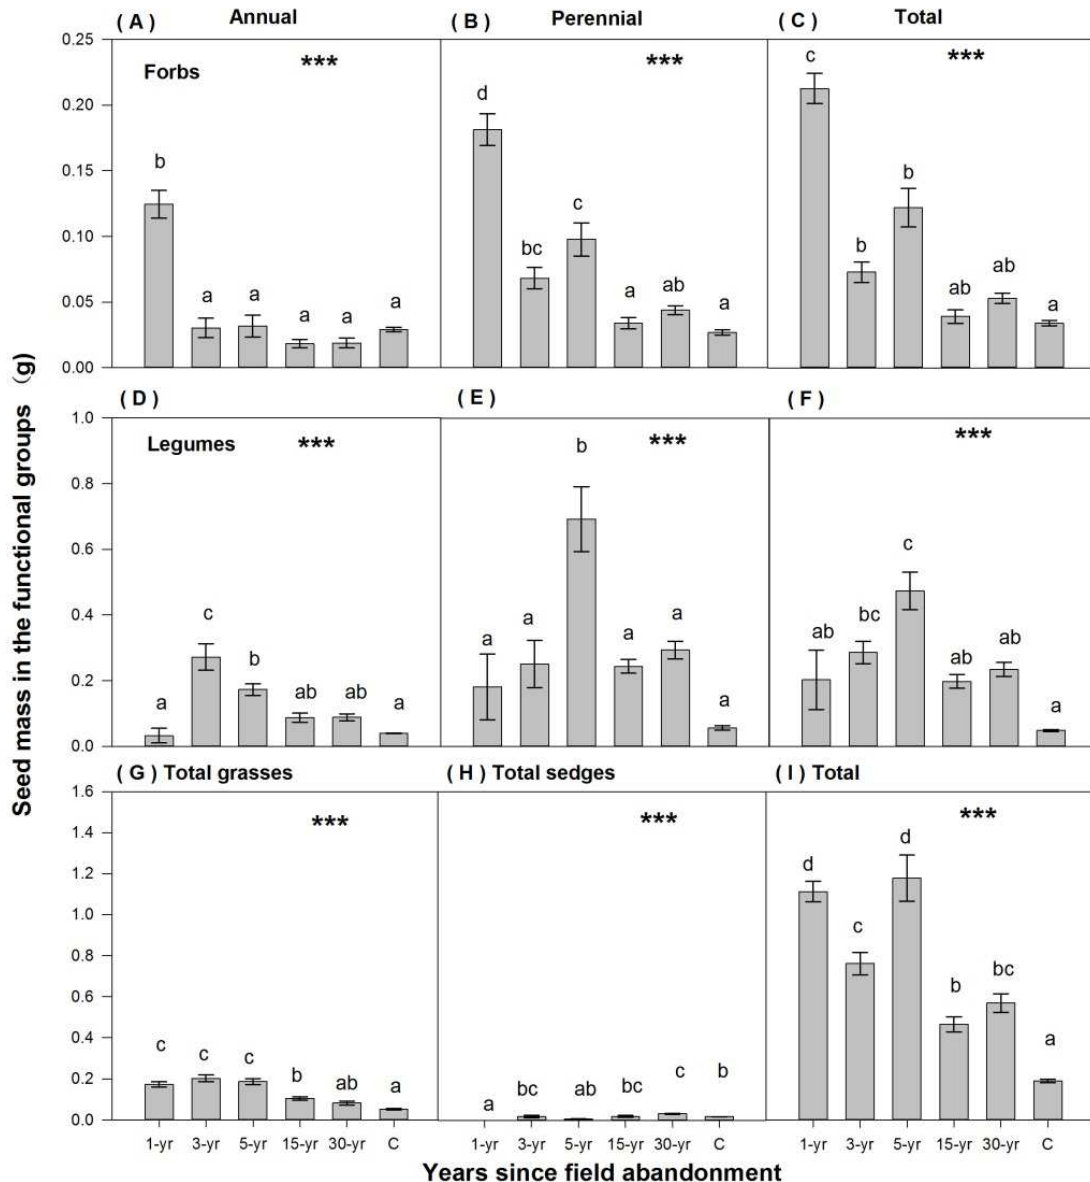 ( A ) Annual ( B ) Perennial ( C ) Total
0.25
0.20
0.15
0.10
0.05
0.00
Forbs
***
b
a
a
a
a
a
***
d
bc
c
a
ab
a
***
c
b
b
ab
ab
a
( D ) ( E ) ( F )
1.0
0.8
0.6
0.4
0.2
0.0
Legumes
***
a
c
b
ab
ab
a
***
a
a
b
a
a
a
***
ab
bc
c
ab
ab
a
( G ) Total grasses ( H ) Total sedges ( I ) Total
1.6
1.4
1.2
1.0
0.8
0.6
0.4
0.2
0.0
***
c
c
c
b
ab
a
***
a
bc
ab
bc
c
b
***
d
c
d
b
bc
a
1-yr 3-yr 5-yr 15-yr 30-yr C 1-yr 3-yr 5-yr 15-yr 30-yr C 1-yr 3-yr 5-yr 15-yr 30-yr C
Years since field abandonment
Seed mass in the functional groups (g)